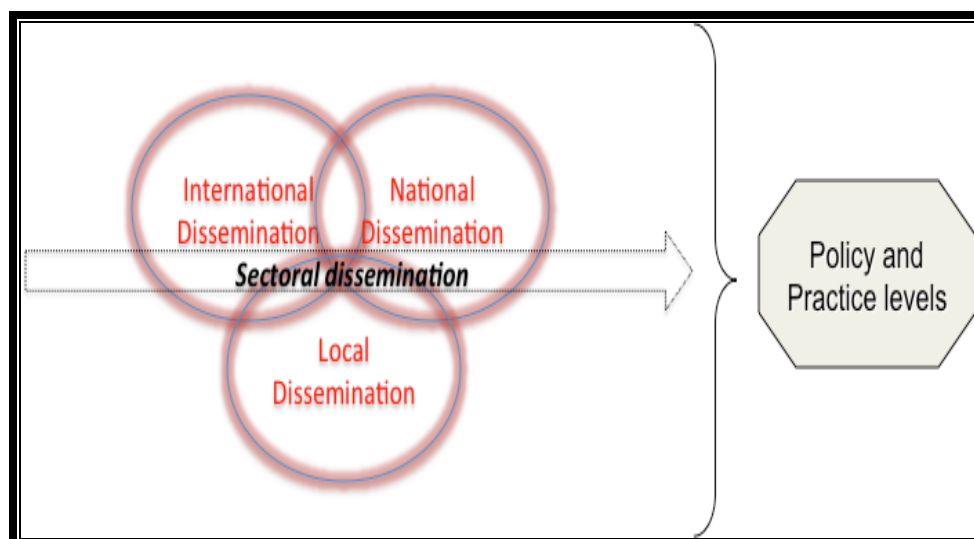 International
Dissemination
National
Dissemination
Sectoral dissemination
Local
Dissemination
Policy and
Practice levels